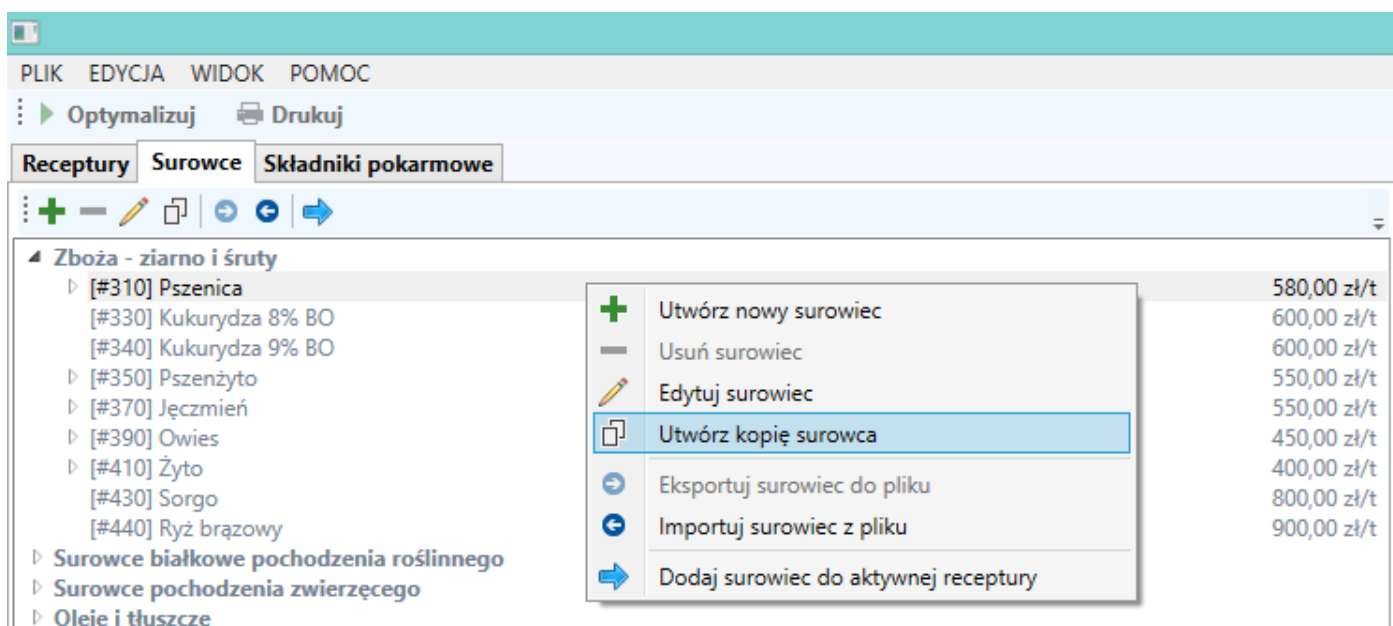 PLIK EDYCJA WIDOK POMOC
Optymalizuj Drukuj
Receptury Surowce Składniki pokarmowe
Zboża - ziarno i śruty
[#310] Pszenica 580,00 zł/t
[#330] Kukurydza 8% BO 600,00 zł/t
[#340] Kukurydza 9% BO 600,00 zł/t
[#350] Pszenżyto 550,00 zł/t
[#370] Jęczmień 550,00 zł/t
[#390] Owies 450,00 zł/t
[#410] Żyto 400,00 zł/t
[#430] Sorgo 800,00 zł/t
[#440] Ryż brązowy 900,00 zł/t
Surowce białkowe pochodzenia roślinnego
Surowce pochodzenia zwierzęcego
Oleje i tłuszcze
Utwórz nowy surowiec
Usuń surowiec
Edytuj surowiec
Utwórz kopię surowca
Eksportuj surowiec do pliku
Importuj surowiec z pliku
Dodaj surowiec do aktywnej receptury